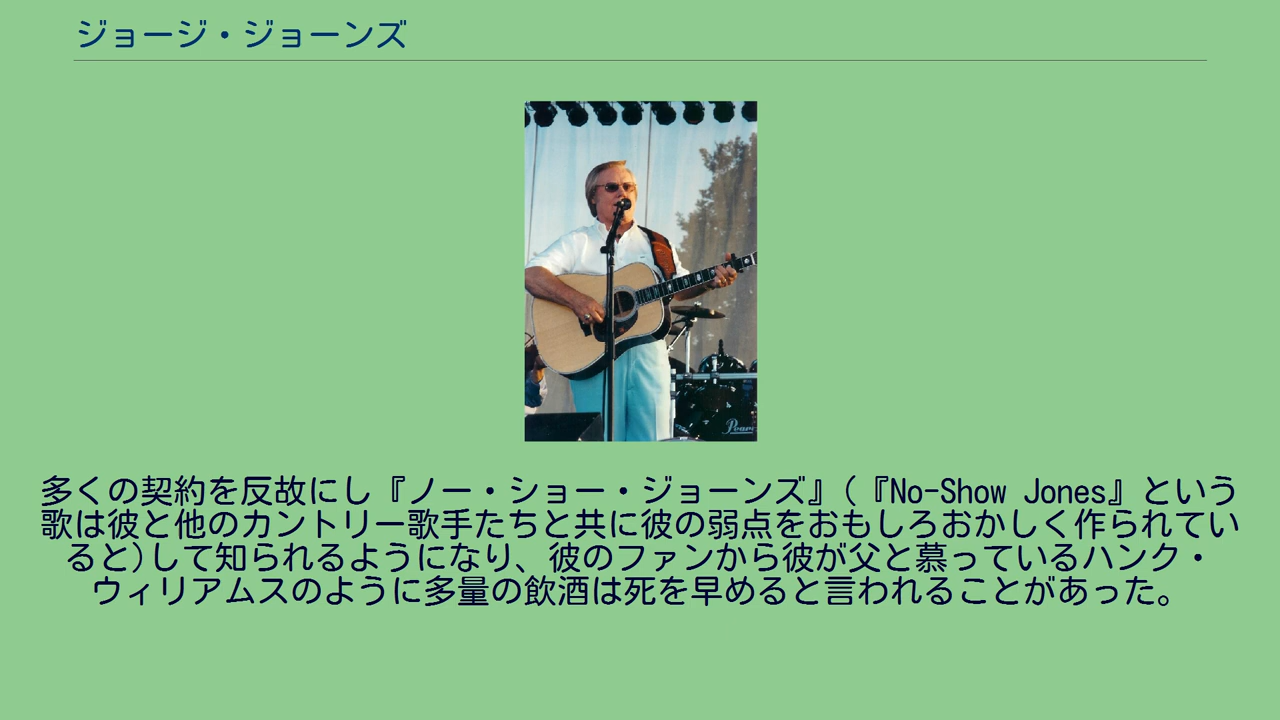 ジョージ・ジョーンズ
多くの契約を反故にし『ノー・ショー・ジョーンズ』(『No-Show Jones』という
歌は彼と他のカントリー歌手たちと共に彼の弱点をおもしろおかしく作られてい
ると)して知られるようになり、彼のファンから彼が父と慕っているハンク・
ウィリアムスのように多量の飲酒は死を早めると言われることがあった。